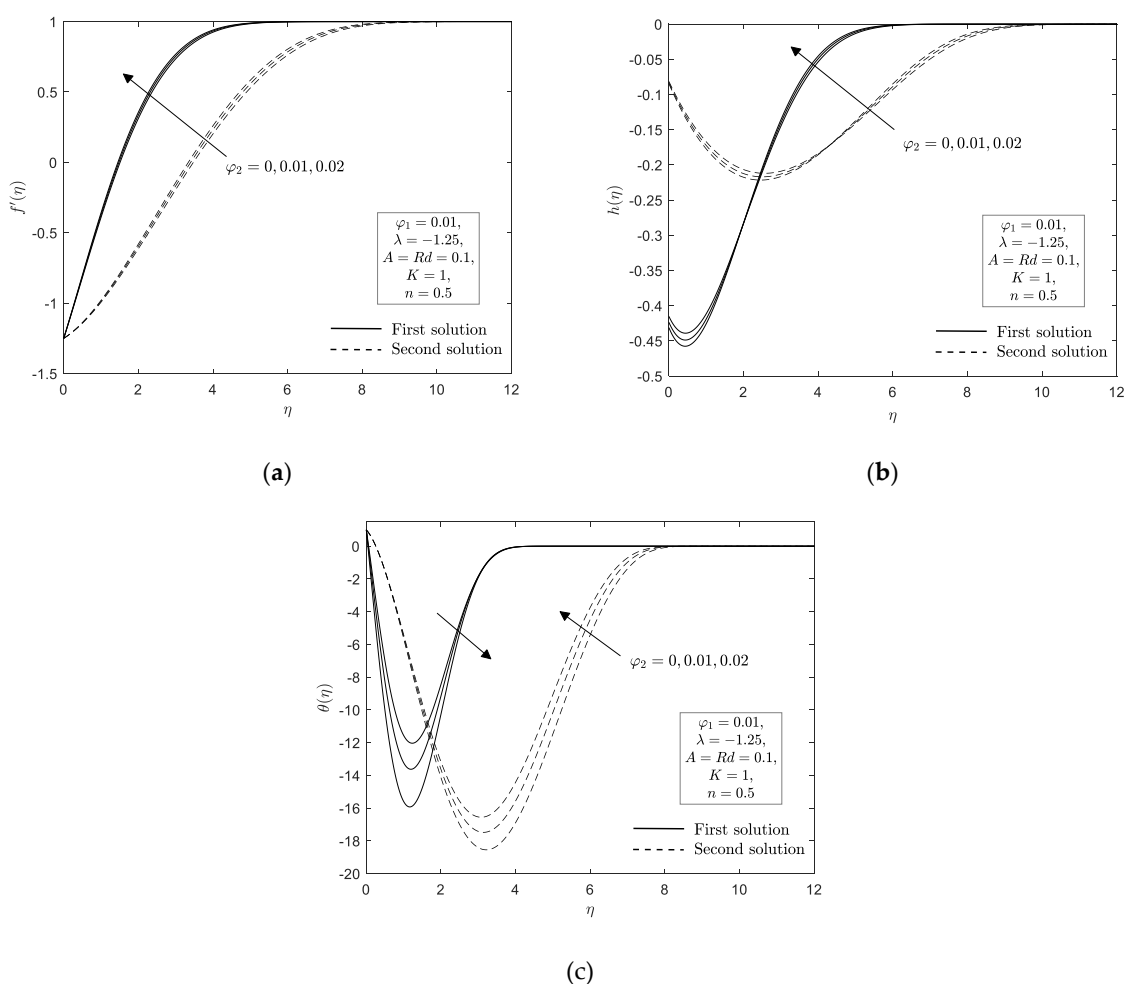 1
0.5
0
-0.5
-1
-1.5
f′(η)
φ₂ = 0, 0.01, 0.02
φ₁ = 0.01,
λ = −1.25,
A = Rd = 0.1,
K = 1,
n = 0.5
First solution
Second solution
0 2 4 6 8 10 12
η
(a)
0
-0.05
-0.1
-0.15
-0.2
-0.25
-0.3
-0.35
-0.4
-0.45
-0.5
h(η)
φ₂ = 0, 0.01, 0.02
φ₁ = 0.01,
λ = −1.25,
A = Rd = 0.1,
K = 1,
n = 0.5
First solution
Second solution
0 2 4 6 8 10 12
η
(b)
0
-2
-4
-6
-8
-10
-12
-14
-16
-18
-20
θ(η)
φ₂ = 0, 0.01, 0.02
φ₁ = 0.01,
λ = −1.25,
A = Rd = 0.1,
K = 1,
n = 0.5
First solution
Second solution
0 2 4 6 8 10 12
η
(c)